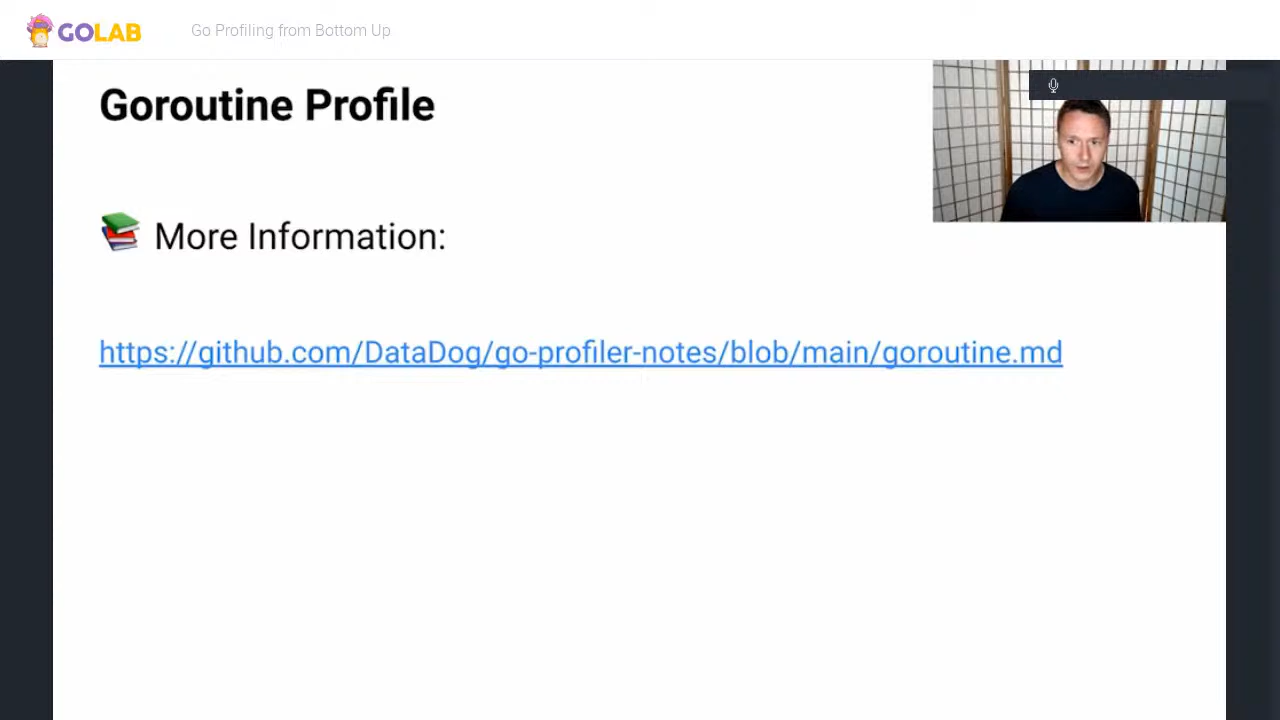 GOLAB
Go Profiling from Bottom Up
Goroutine Profile
More Information:
https://github.com/DataDog/go-profiler-notes/blob/main/goroutine.md